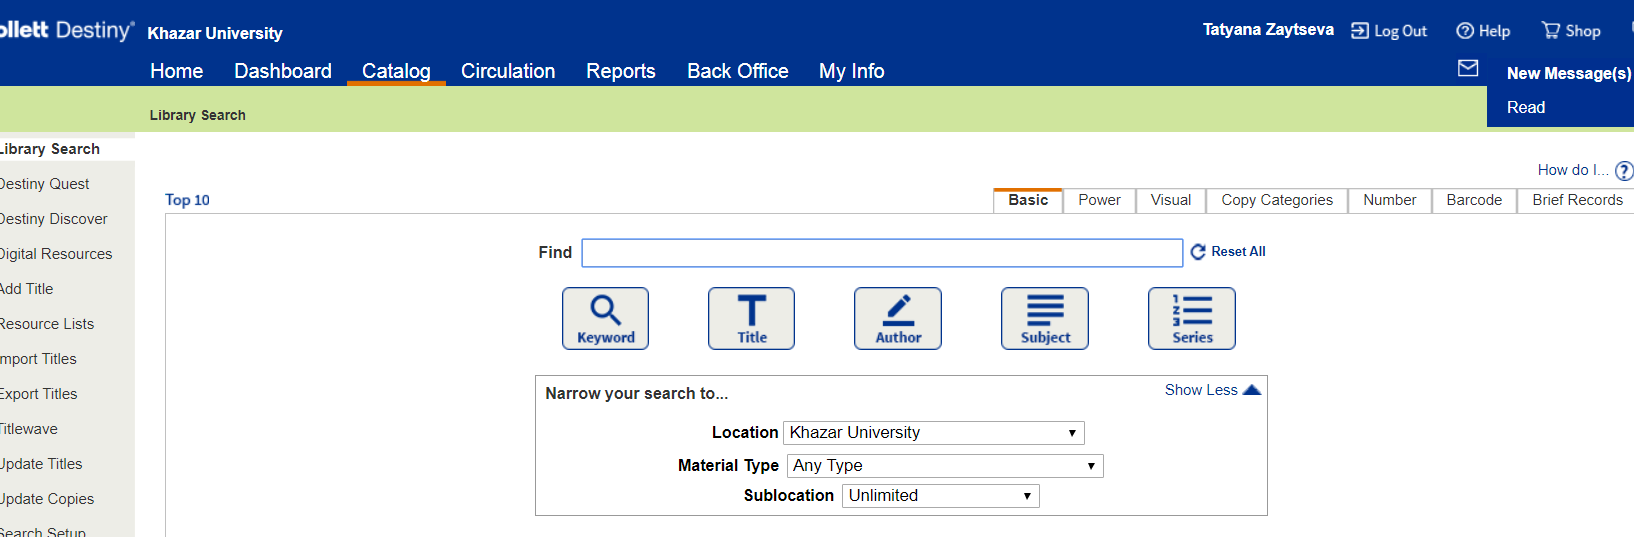 ollett Destiny
Khazar University
Tatyana Zaytseva Log Out Help Shop
Home Dashboard Catalog Circulation Reports Back Office My Info
New Message(s)
Read
Library Search
Library Search
Destiny Quest
Destiny Discover
Digital Resources
Add Title
Resource Lists
Import Titles
Export Titles
Titlewave
Update Titles
Update Copies
Search Setup
How do I... ?
Top 10
Basic Power Visual Copy Categories Number Barcode Brief Records
Find Reset All
Keyword Title Author Subject Series
Narrow your search to... Show Less
Location Khazar University
Material Type Any Type
Sublocation Unlimited